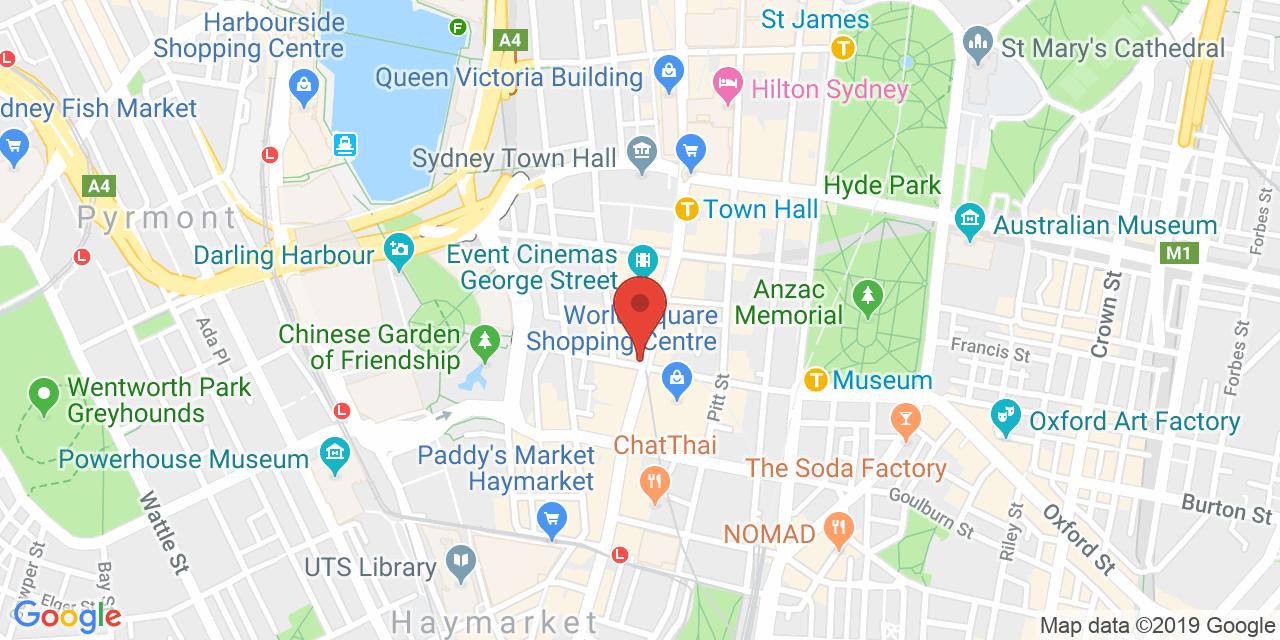 Harbourside
Shopping Centre
A4
F
St James
T
St Mary's Cathedral
Queen Victoria Building
Hilton Sydney
L
dney Fish Market
L
Sydney Town Hall
A4
Pyrmont
Hyde Park
T Town Hall
Australian Museum
Forbes St
L
Darling Harbour
Event Cinemas
George Street
M1
Anzac
Memorial
Crown St
World Square
Shopping Centre
Chinese Garden
of Friendship
Ada Pl
Francis St
Forbes St
Wentworth Park
Greyhounds
L
Pitt St
T Museum
Oxford Art Factory
Powerhouse Museum
Paddy's Market
Haymarket
ChatThai
The Soda Factory
Goulburn St
Burton St
Wattle St
NOMAD
Riley St
Oxford St
L
UTS Library
Bay S
wper St
Elger St
Google
Haymarket
Map data ©2019 Google